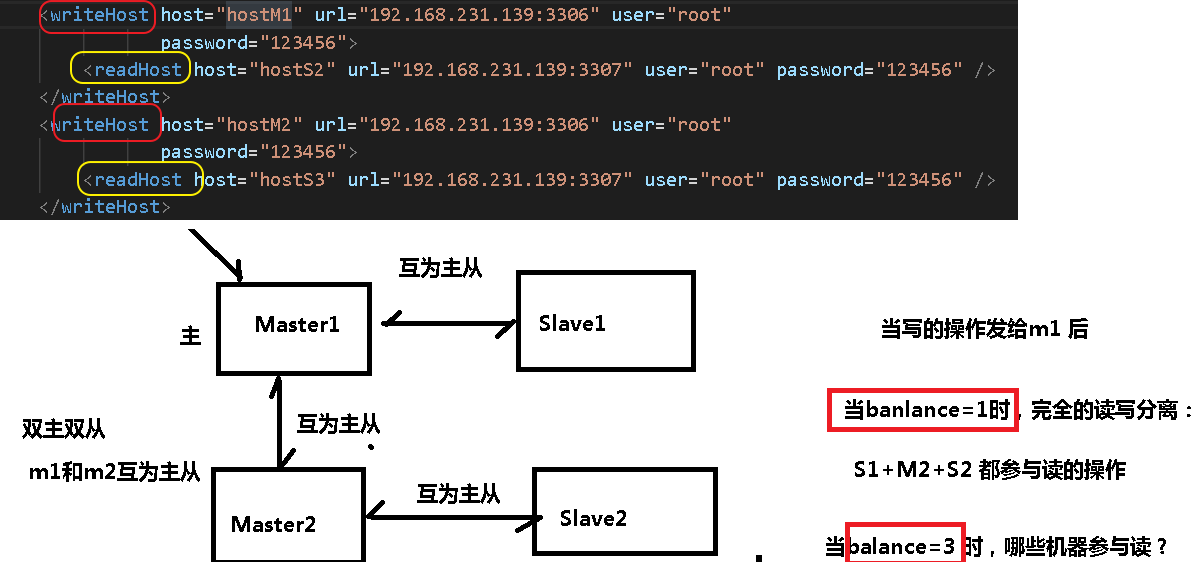 <writeHost host="hostM1" url="192.168.231.139:3306" user="root"
password="123456">
<readHost host="hostS2" url="192.168.231.139:3307" user="root" password="123456" />
</writeHost>
<writeHost host="hostM2" url="192.168.231.139:3306" user="root"
password="123456">
<readHost host="hostS3" url="192.168.231.139:3307" user="root" password="123456" />
</writeHost>
互为主从
主
Master1
Slave1
当写的操作发给m1 后
当banlance=1时，完全的读写分离：
双主双从
互为主从
m1和m2互为主从
S1+M2+S2 都参与读的操作
互为主从
Master2
Slave2
当balance=3 时，哪些机器参与读？